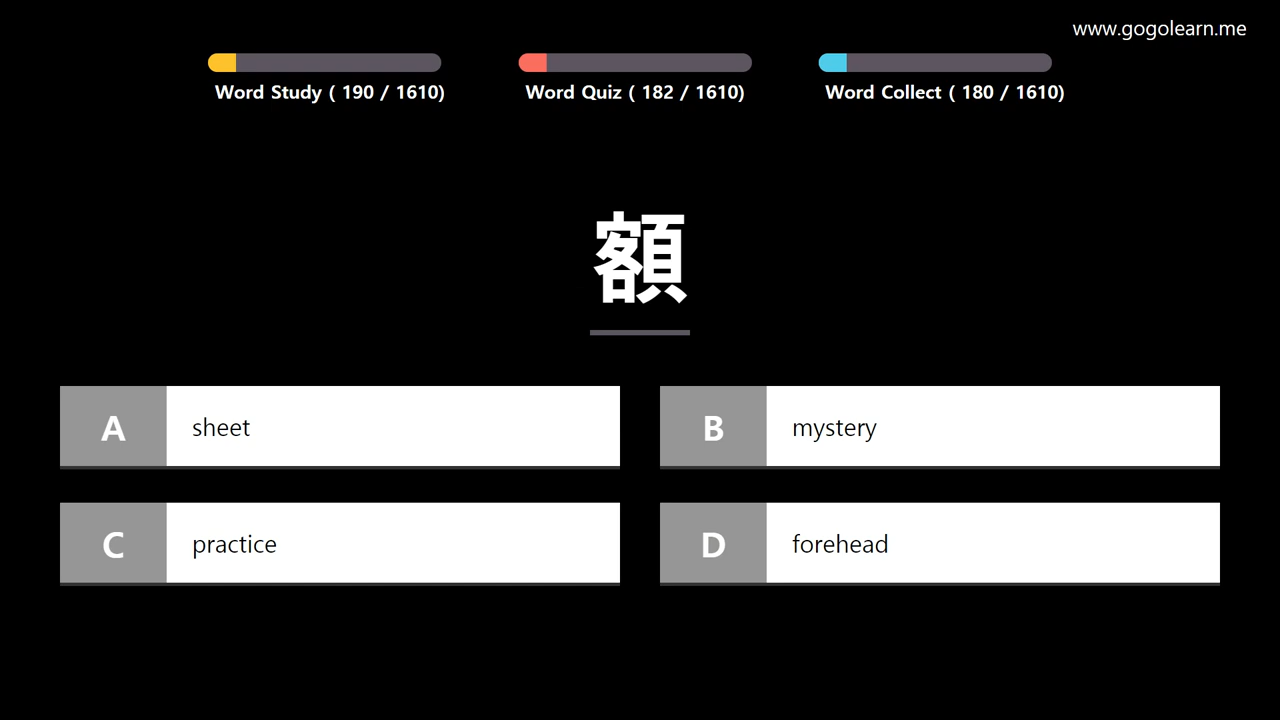 www.gogolearn.me
Word Study ( 190 / 1610)
Word Quiz ( 182 / 1610)
Word Collect ( 180 / 1610)
額
A sheet
B mystery
C practice
D forehead